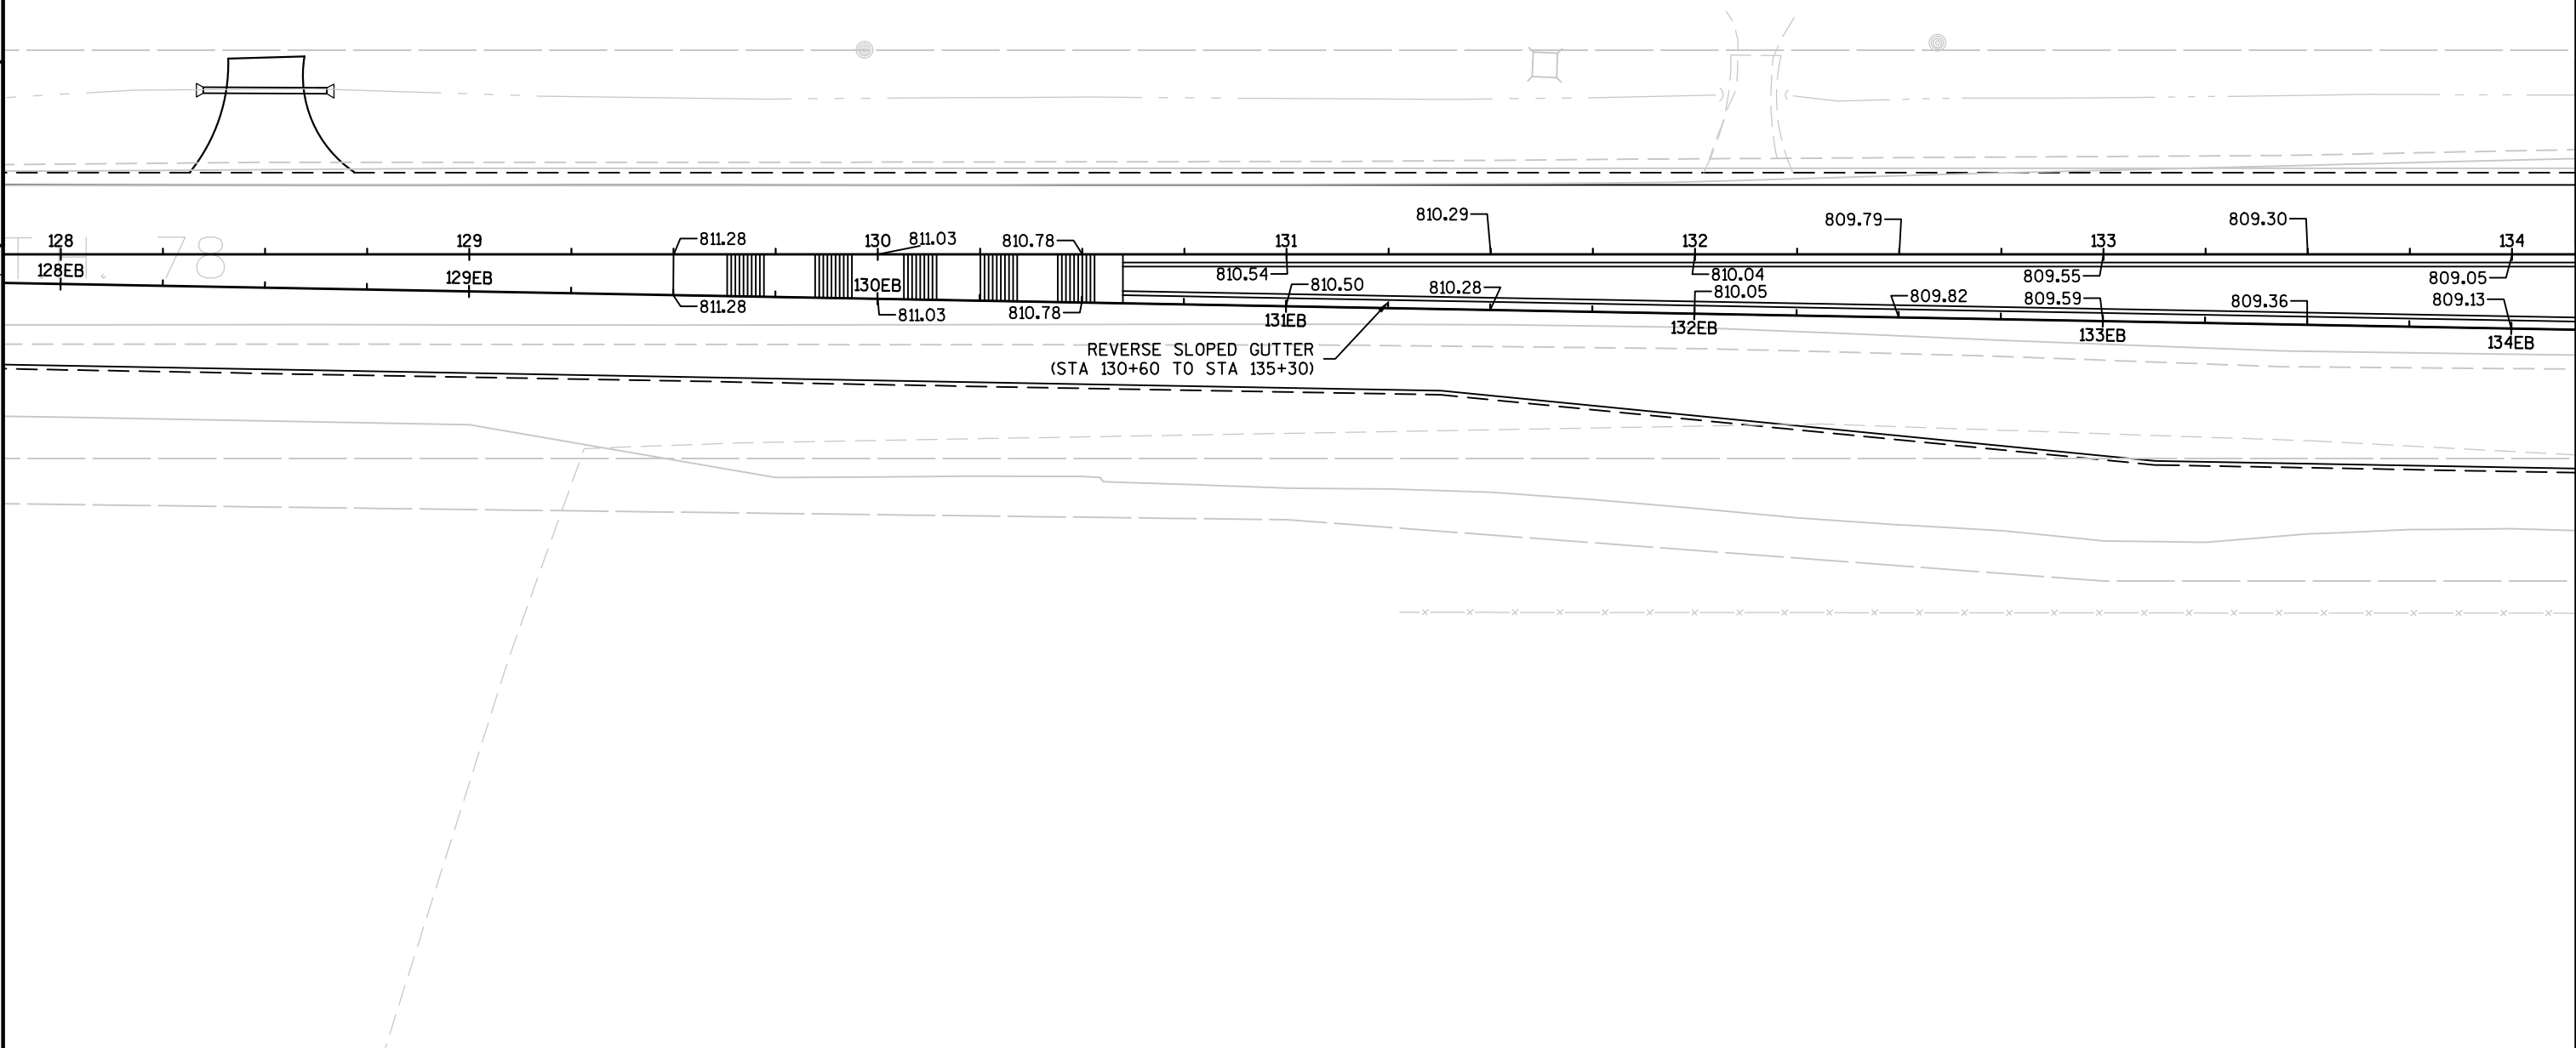 810.29
809.79
809.30
128
129
811.28
130
811.03
810.78
131
132
133
134
T.H. 78
128EB
129EB
130EB
810.54
810.04
809.55
809.05
810.50
810.28
810.05
809.82
809.59
809.36
809.13
811.28
811.03
810.78
131EB
132EB
133EB
134EB
REVERSE SLOPED GUTTER
(STA 130+60 TO STA 135+30)